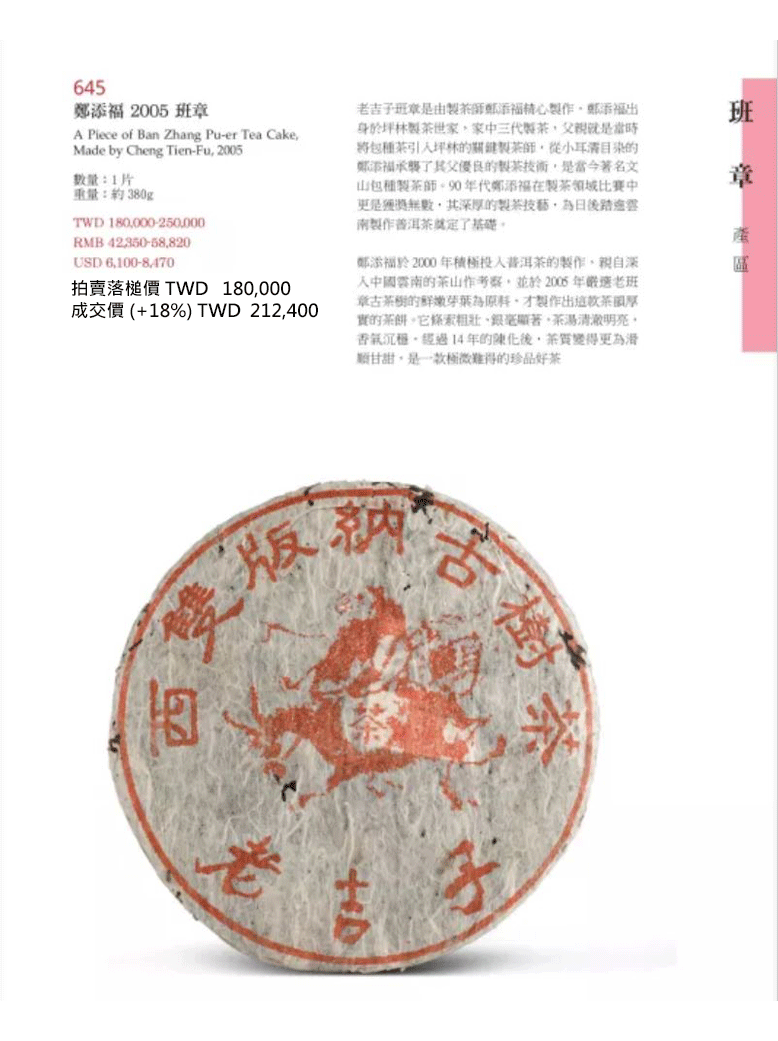 645
鄭添福 2005 班章
A Piece of Ban Zhang Pu-er Tea Cake,
Made by Cheng Tien-Fu, 2005
數量：1 片
重量：約 380g
TWD 180,000-250,000
RMB 42,350-58,820
USD 6,100-8,470
拍賣落槌價 TWD 180,000
成交價 (+18%) TWD 212,400
老吉子班章是由製茶師鄭添福精心製作，鄭添福出
身於坪林製茶世家，家中三代製茶，父親就是當時
將包種茶引入坪林的關鍵製茶師，從小耳濡目染的
鄭添福承襲了其父優良的製茶技術，是當今著名文
山包種製茶師。90 年代鄭添福在製茶領域比賽中
更是獲獎無數，其深厚的製茶技藝，為日後踏進雲
南製作普洱茶奠定了基礎。
鄭添福於 2000 年積極投入普洱茶的製作，親自深
入中國雲南的茶山作考察，並於 2005 年嚴選老班
章古茶樹的鮮嫩芽葉為原料，才製作出這款茶韻厚
實的茶餅。它條索粗壯、銀毫顯著，茶湯清澈明亮，
香氣沉穩，經過 14 年的陳化後，茶質變得更為滑
順甘甜，是一款極微難得的珍品好茶
班章
產區
西雙版納古樹茶
茶
老吉子